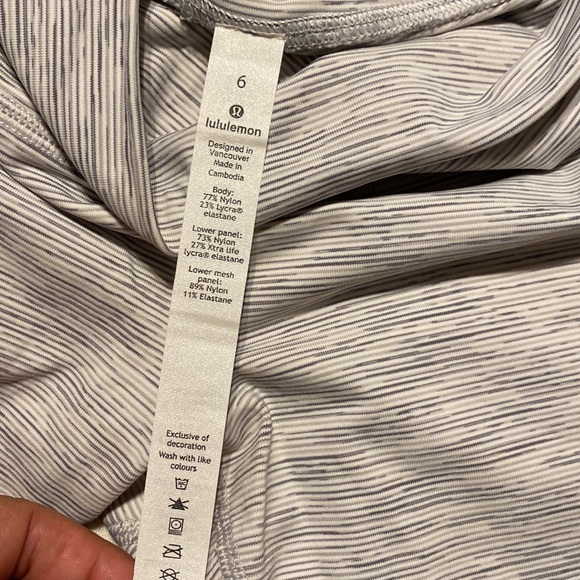 6
lululemon
Designed in
Vancouver
Made in
Cambodia
Body:
77% Nylon
23% Lycra®
elastane
Lower panel:
73% Nylon
27% Xtra life
lycra® elastane
Lower mesh
panel:
89% Nylon
11% Elastane
Exclusive of
decoration
Wash with like
colours